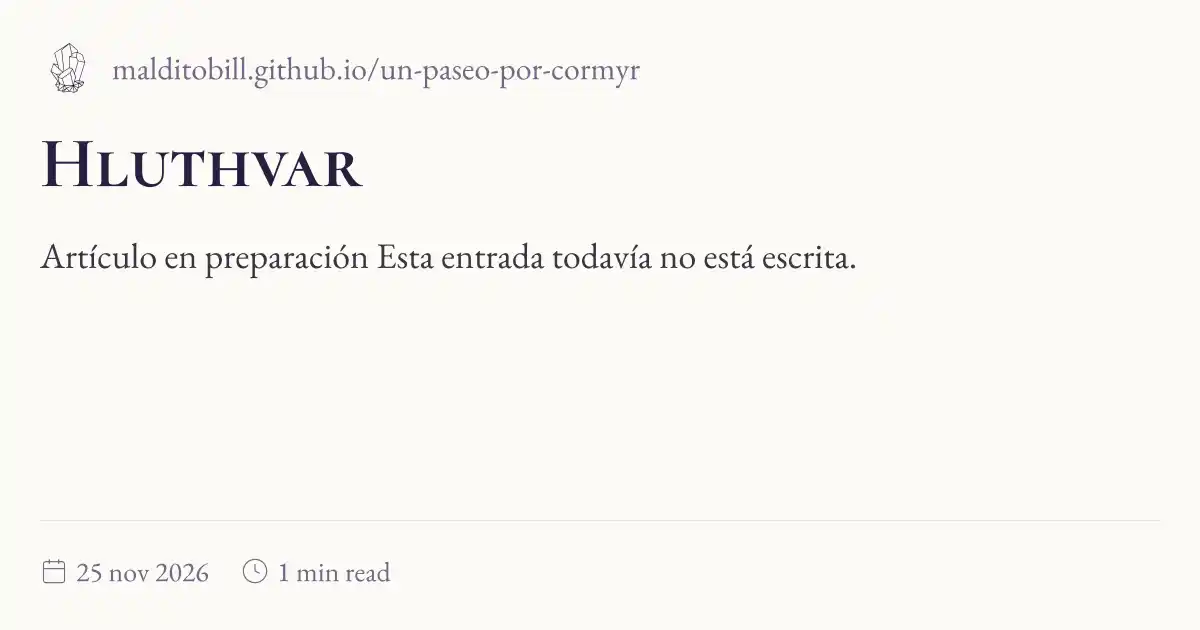 malditobill.github.io/un-paseo-por-cormyr
Hluthvar
Artículo en preparación Esta entrada todavía no está escrita.
25 nov 2026 1 min read